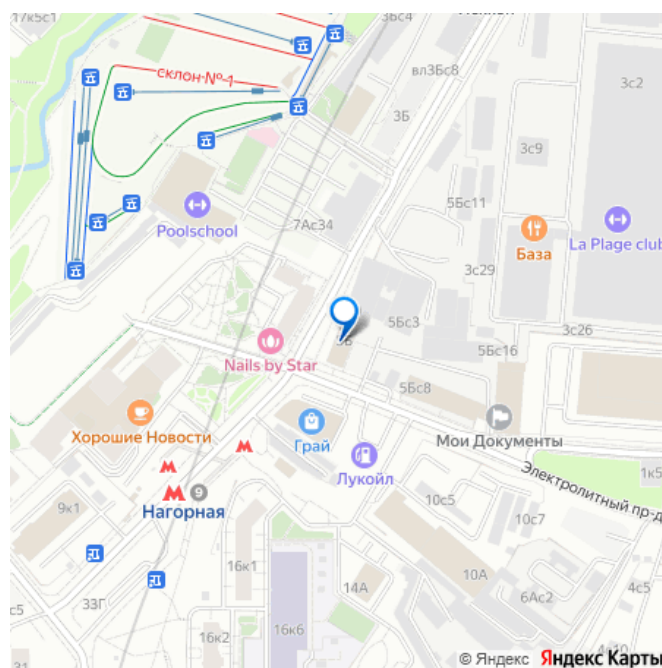 17к5с1
3Бс4
вл3Бс8
3с2
склон № 1
3Б
3с9
5Бс11
Poolschool
7Ас34
База
La Plage club
3с29
5Бс3
3с26
5Б
5Бс16
Nails by Star
5Бс8
Хорошие Новости
Грай
Мои Документы
Лукойл
Электролитный пр-д
1к5
9
Нагорная
9к1
10с5
10с7
16к1
10А
14А
4с5
33Г
6Ас2
16к2
16к6
31
© Яндекс Яндекс Карты